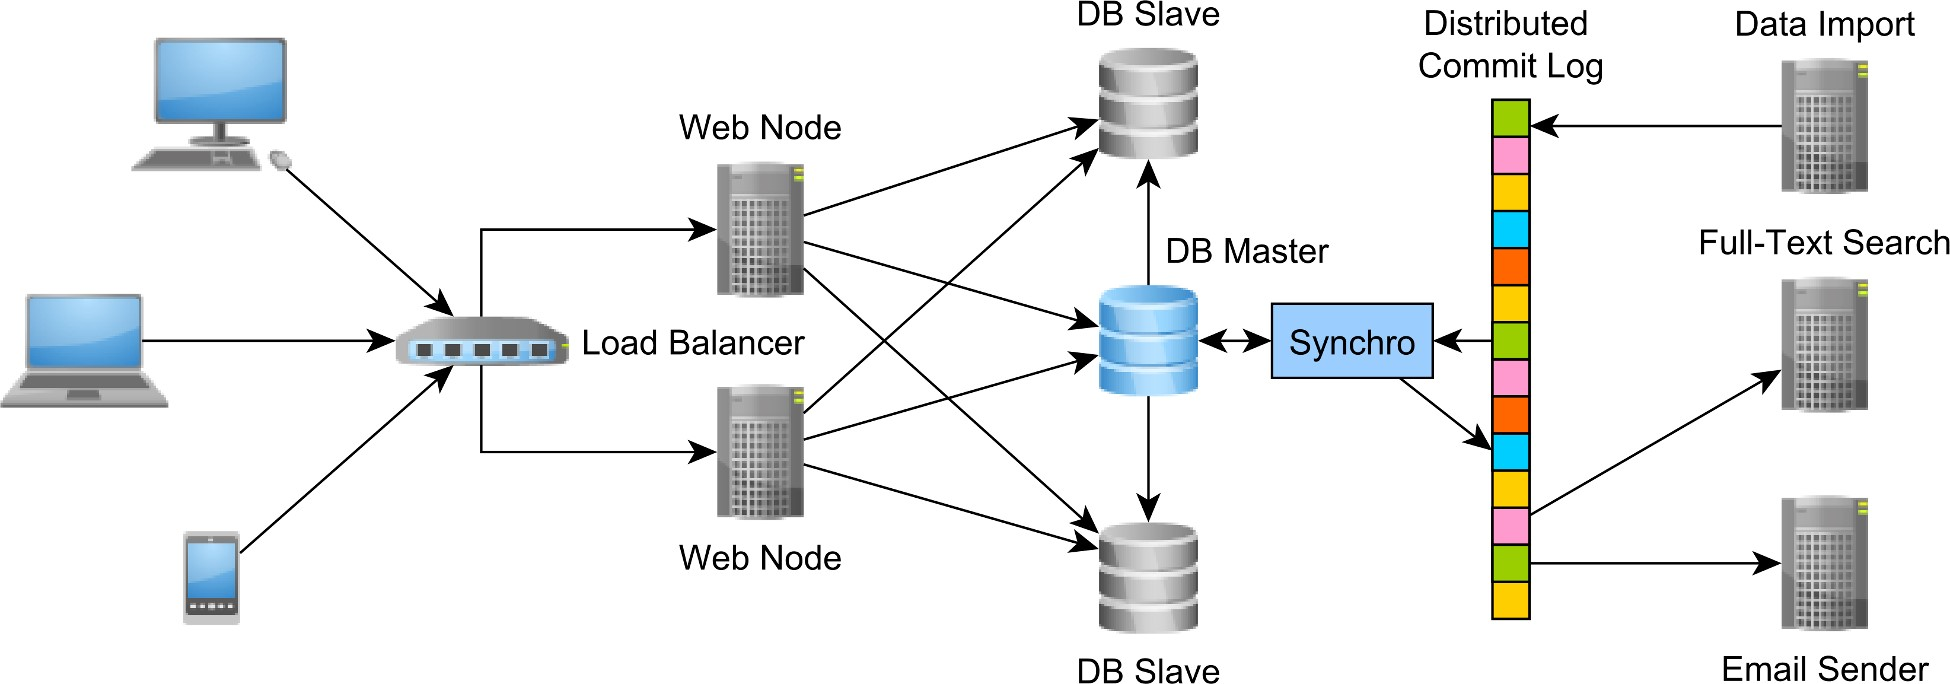 DB Slave
Distributed
Commit Log
Data Import
Web Node
DB Master
Full-Text Search
Load Balancer
Synchro
Web Node
DB Slave
Email Sender